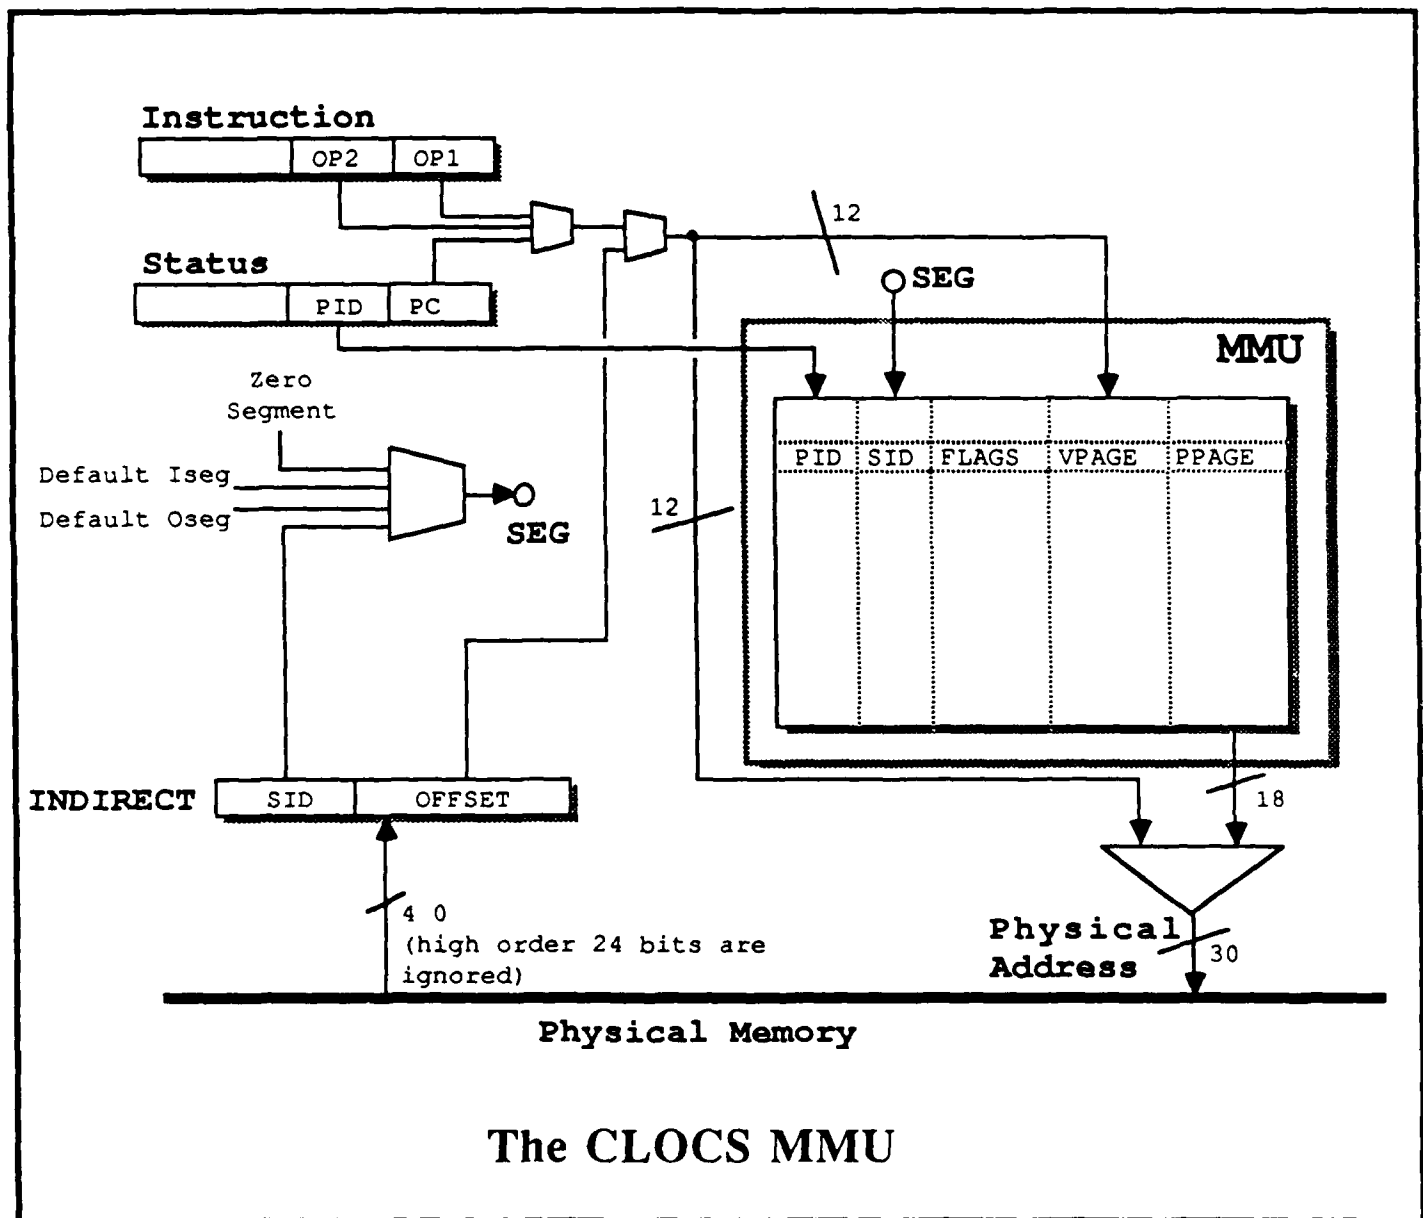 Instruction
OP2 OP1
12
Status
SEG
PID PC
MMU
Zero
Segment
PID SID FLAGS VPAGE PPAGE
Default Iseg
12
Default Oseg
SEG
INDIRECT
SID OFFSET
18
4 0
(high order 24 bits are
ignored)
Physical
Address
30
Physical Memory
The CLOCS MMU